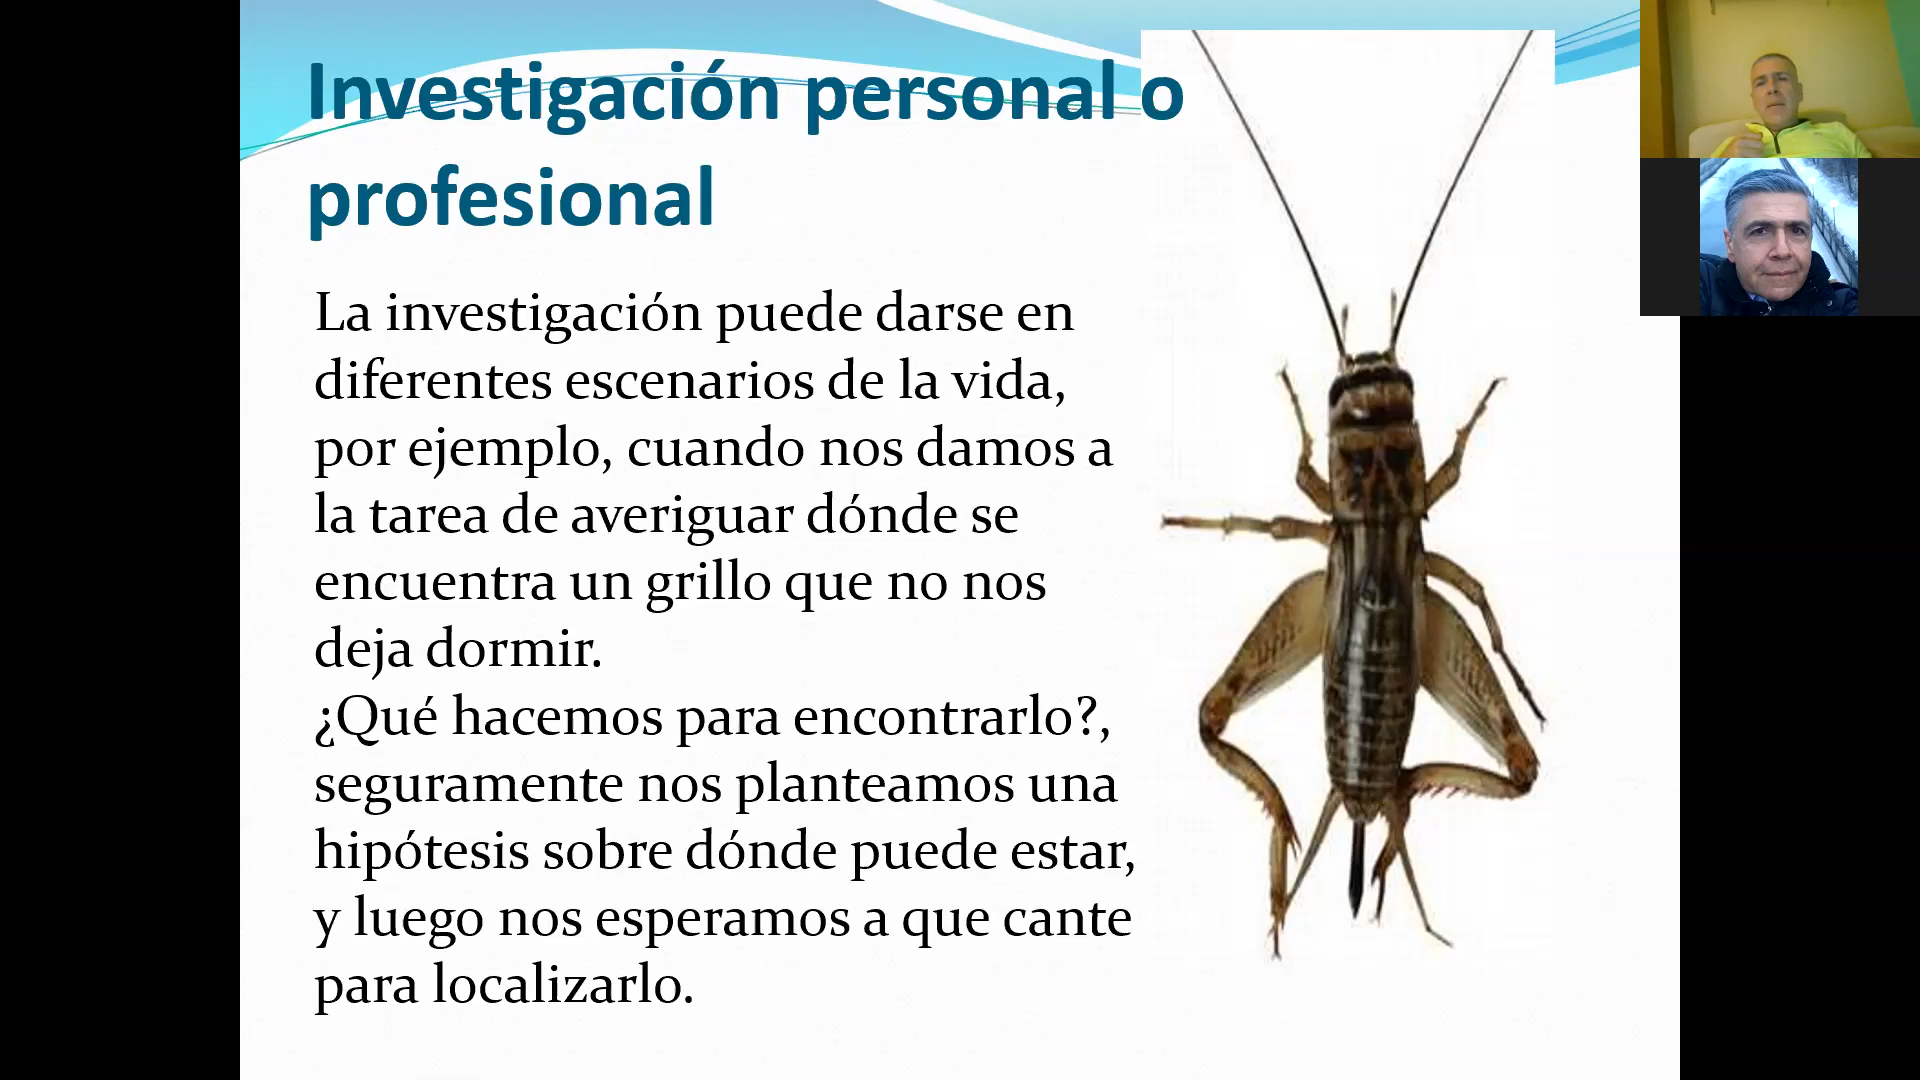 Investigación personal o
profesional
La investigación puede darse en
diferentes escenarios de la vida,
por ejemplo, cuando nos damos a
la tarea de averiguar dónde se
encuentra un grillo que no nos
deja dormir.
¿Qué hacemos para encontrarlo?,
seguramente nos planteamos una
hipótesis sobre dónde puede estar,
y luego nos esperamos a que cante
para localizarlo.